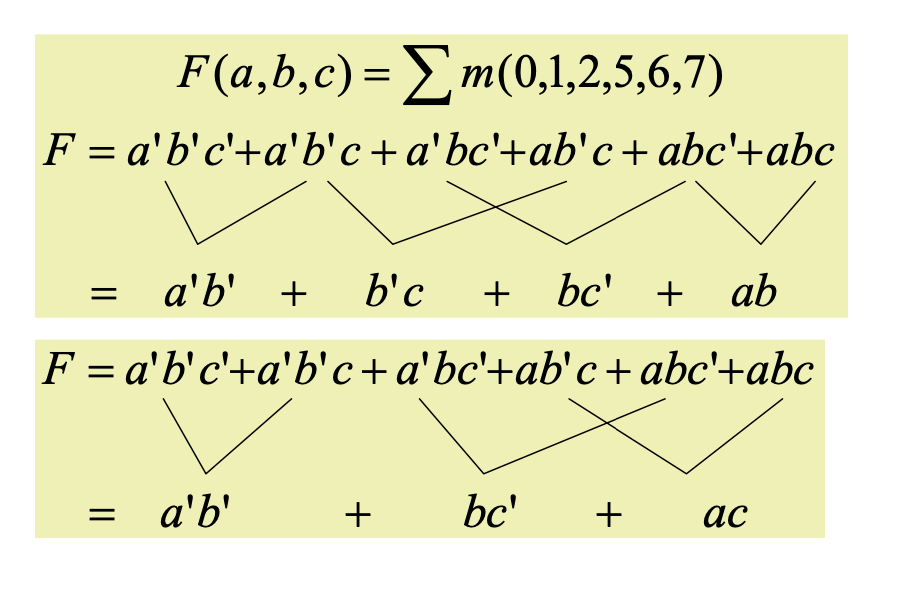 F(a,b,c) = ∑ m(0,1,2,5,6,7)
F = a'b'c'+a'b'c + a'bc'+ab'c + abc'+abc
= a'b' + b'c + bc' + ab
F = a'b'c'+a'b'c + a'bc'+ab'c + abc'+abc
= a'b' + bc' + ac